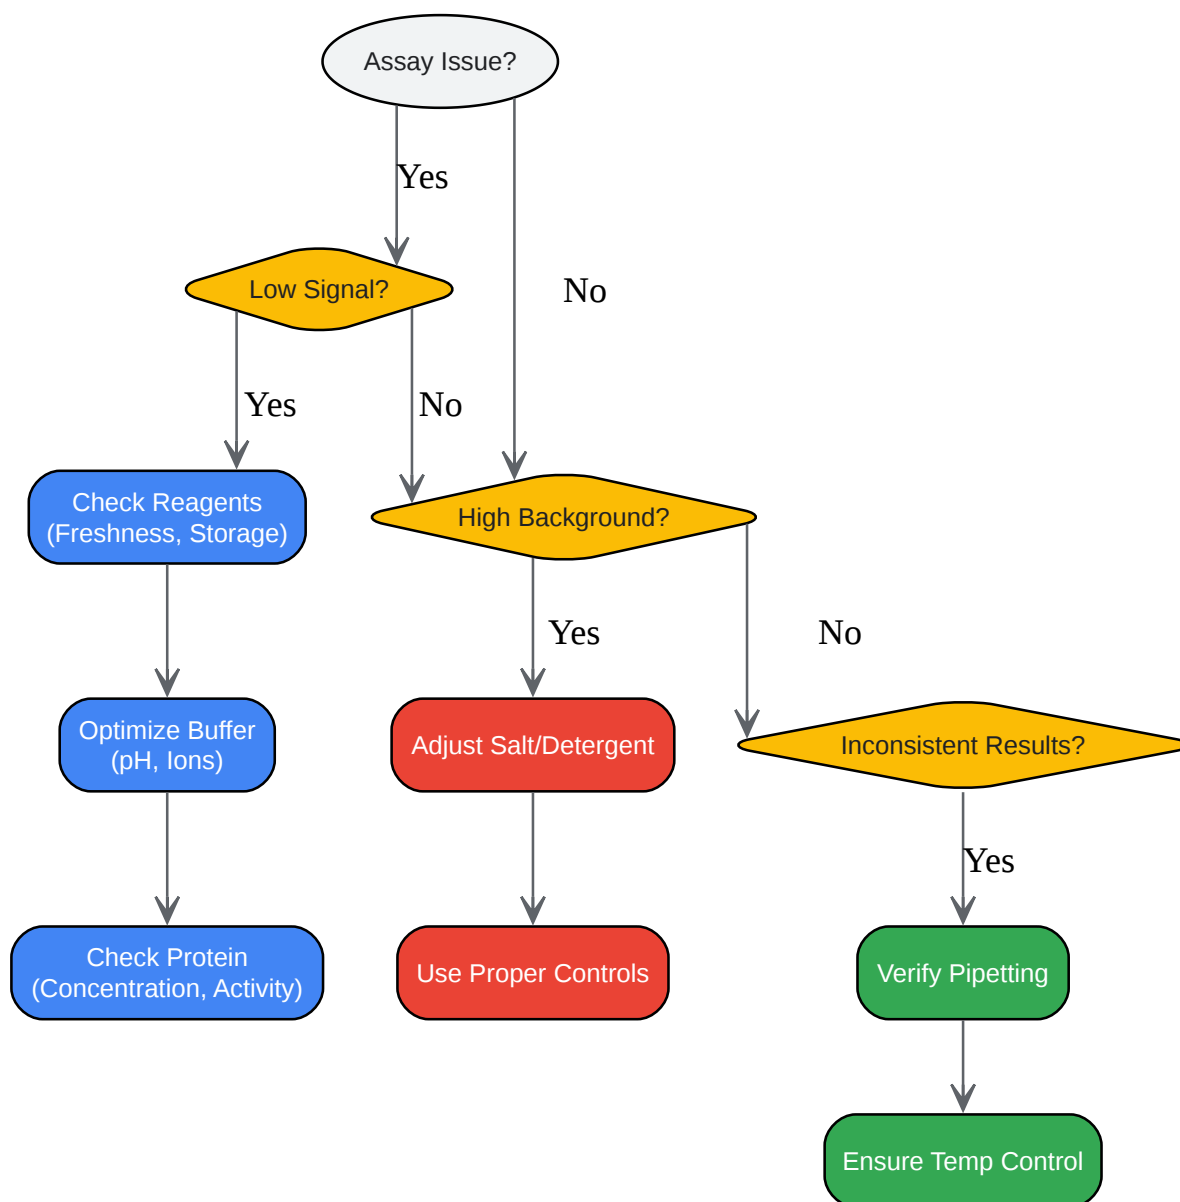 Assay Issue?
Yes
Low Signal?
No
Yes
No
Check Reagents
(Freshness, Storage)
High Background?
Yes
No
Optimize Buffer
(pH, Ions)
Adjust Salt/Detergent
Inconsistent Results?
Yes
Check Protein
(Concentration, Activity)
Use Proper Controls
Verify Pipetting
Ensure Temp Control